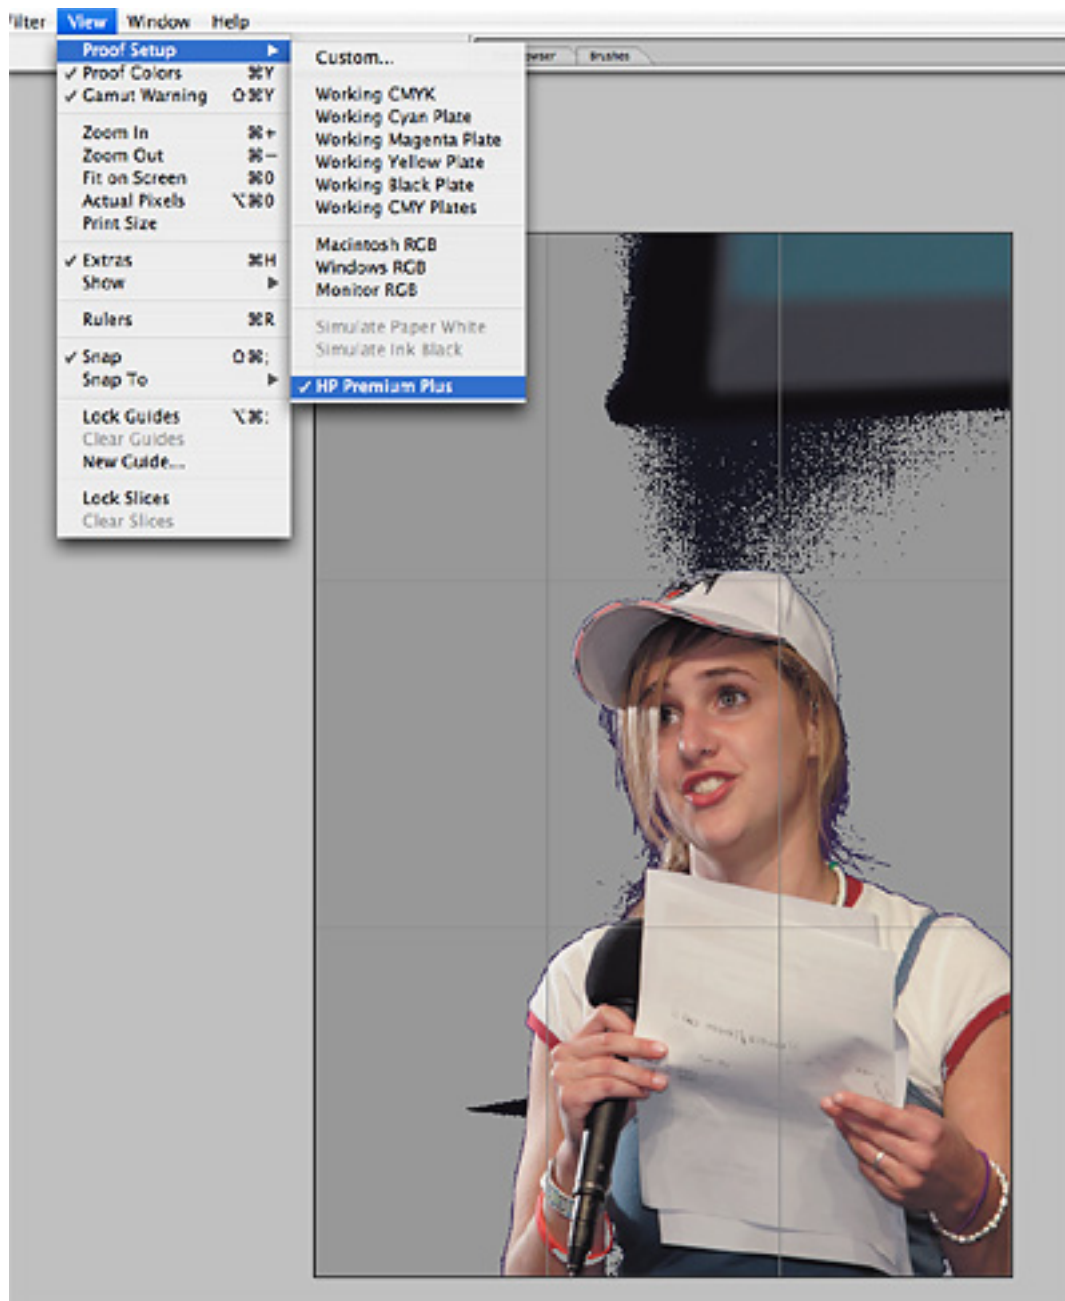 ilter View Window Help
Proof Setup
✓ Proof Colors ⌘Y
✓ Gamut Warning ⇧⌘Y
Zoom In ⌘+
Zoom Out ⌘–
Fit on Screen ⌘0
Actual Pixels ⌥⌘0
Print Size
✓ Extras ⌘H
Show
Rulers ⌘R
✓ Snap ⇧⌘;
Snap To
Lock Guides ⌥⌘;
Clear Guides
New Guide...
Lock Slices
Clear Slices
Custom...
Working CMYK
Working Cyan Plate
Working Magenta Plate
Working Yellow Plate
Working Black Plate
Working CMY Plates
Macintosh RGB
Windows RGB
Monitor RGB
Simulate Paper White
Simulate Ink Black
✓ HP Premium Plus
owser Brushes